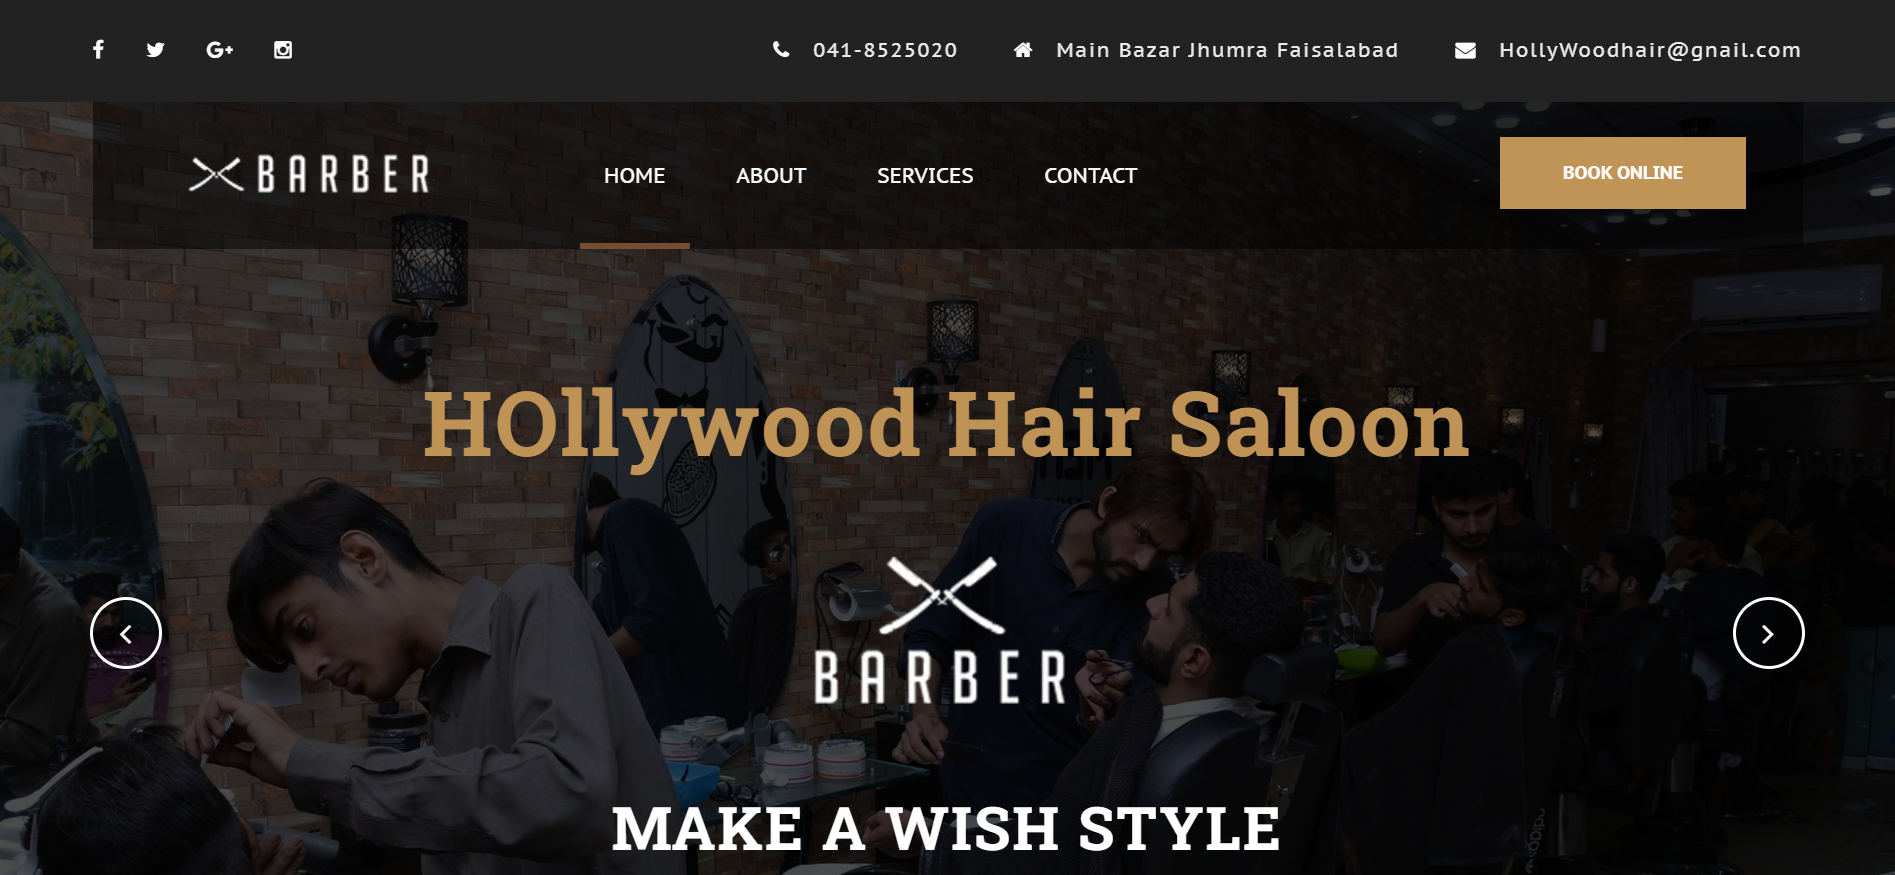 041-8525020 Main Bazar Jhumra Faisalabad HollyWoodhair@gnail.com
BARBER HOME ABOUT SERVICES CONTACT BOOK ONLINE
HOllywood Hair Saloon
BARBER
MAKE A WISH STYLE